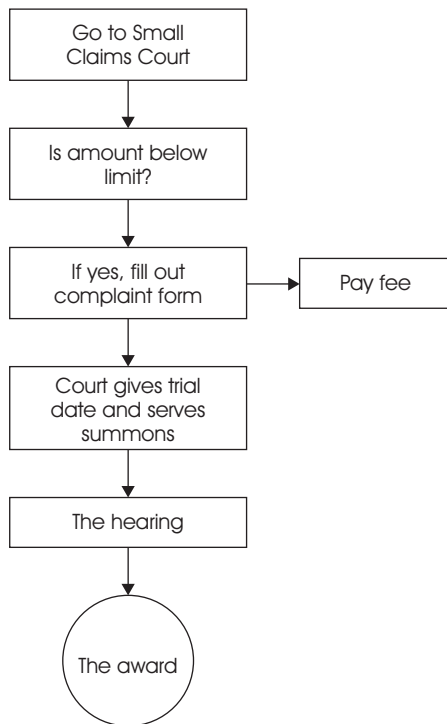 Go to Small
Claims Court
Is amount below
limit?
If yes, fill out
complaint form
Pay fee
Court gives trial
date and serves
summons
The hearing
The award